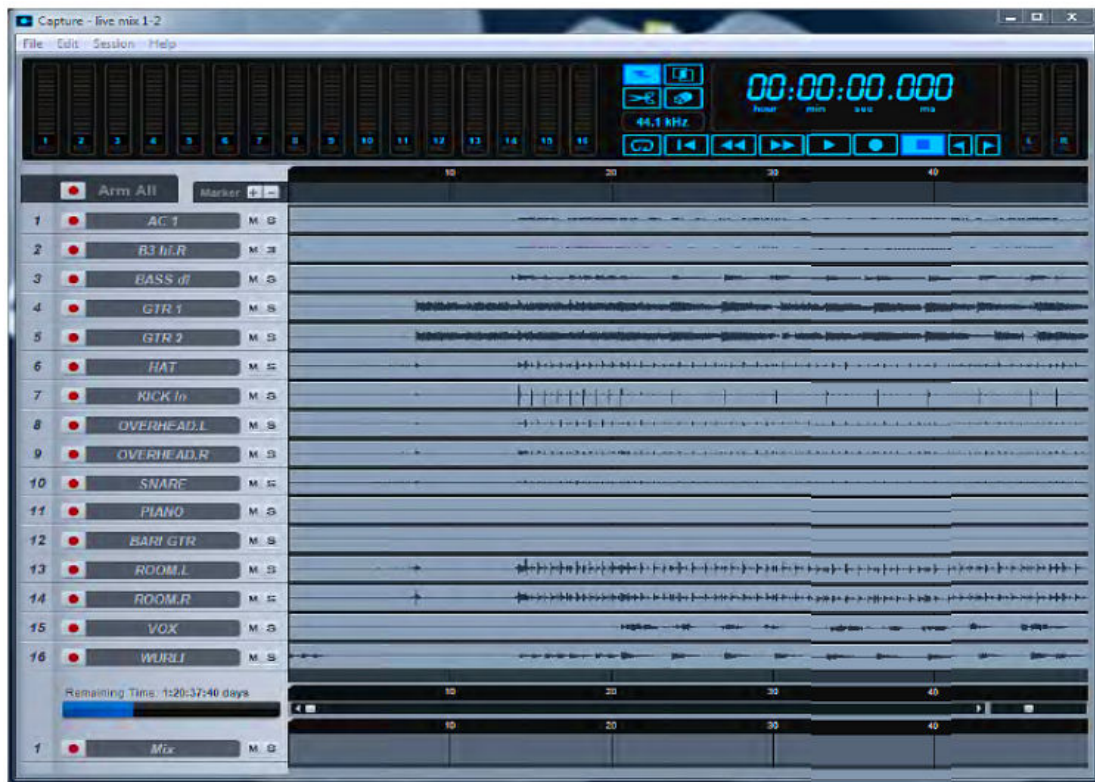 Capture - live mix 1-2
File Edit Session Help
1 2 3 4 5 6 7 8 9 10 11 12 13 14 15 16
00:00:00.000
hour min sec ms
44.1 kHz
L R
Arm All Marker + -
10 20 30 40
1 AC 1 M S
2 B3 hi.R M S
3 BASS di M S
4 GTR 1 M S
5 GTR 2 M S
6 HAT M S
7 KICK In M S
8 OVERHEAD.L M S
9 OVERHEAD.R M S
10 SNARE M S
11 PIANO M S
12 BARI GTR M S
13 ROOM.L M S
14 ROOM.R M S
15 VOX M S
16 WURLI M S
Remaining Time: 1:20:37:40 days
10 20 30 40
10 20 30 40
1 Mix M S